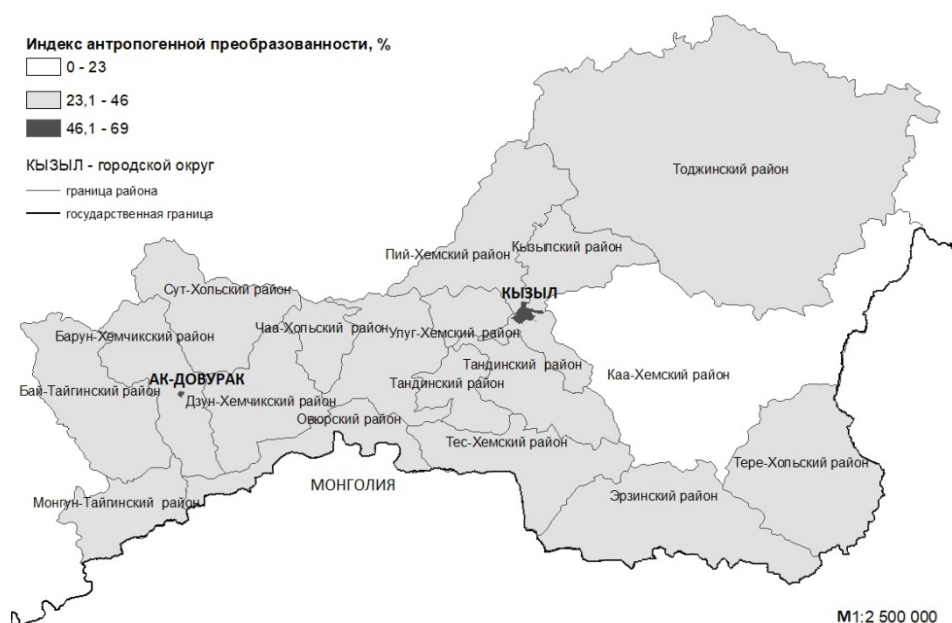 Индекс антропогенной преобразованности, %
0 - 23
23,1 - 46
46,1 - 69
КЫЗЫЛ - городской округ
граница района
государственная граница
Тоджинский район
Пий-Хемский район
Кызылский район
Сут-Хольский район
КЫЗЫЛ
Барун-Хемчикский район
Чаа-Хольский район
Улуг-Хемский район
Тандинский район
Каа-Хемский район
АК-ДОВУРАК
Бай-Тайгинский район
Дзун-Хемчикский район
Тандинский район
Овюрский район
Тес-Хемский район
Тере-Хольский район
МОНГОЛИЯ
Монгун-Тайгинский район
Эрзинский район
М1:2 500 000